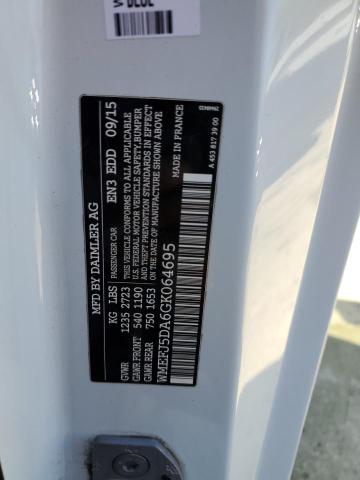 MFD BY DAIMLER AG EN3 EDD 09/15
KG LBS PASSENGER CAR
GVWR 1235 2723 THIS VEHICLE CONFORMS TO ALL APPLICABLE
GAWR FRONT 540 1190 U.S. FEDERAL MOTOR VEHICLE SAFETY, BUMPER
GAWR REAR 750 1653 AND THEFT PREVENTION STANDARDS IN EFFECT
ON THE DATE OF MANUFACTURE SHOWN ABOVE
WMEFJ5DA6GK064695 MADE IN FRANCE
A 453 817 39 00